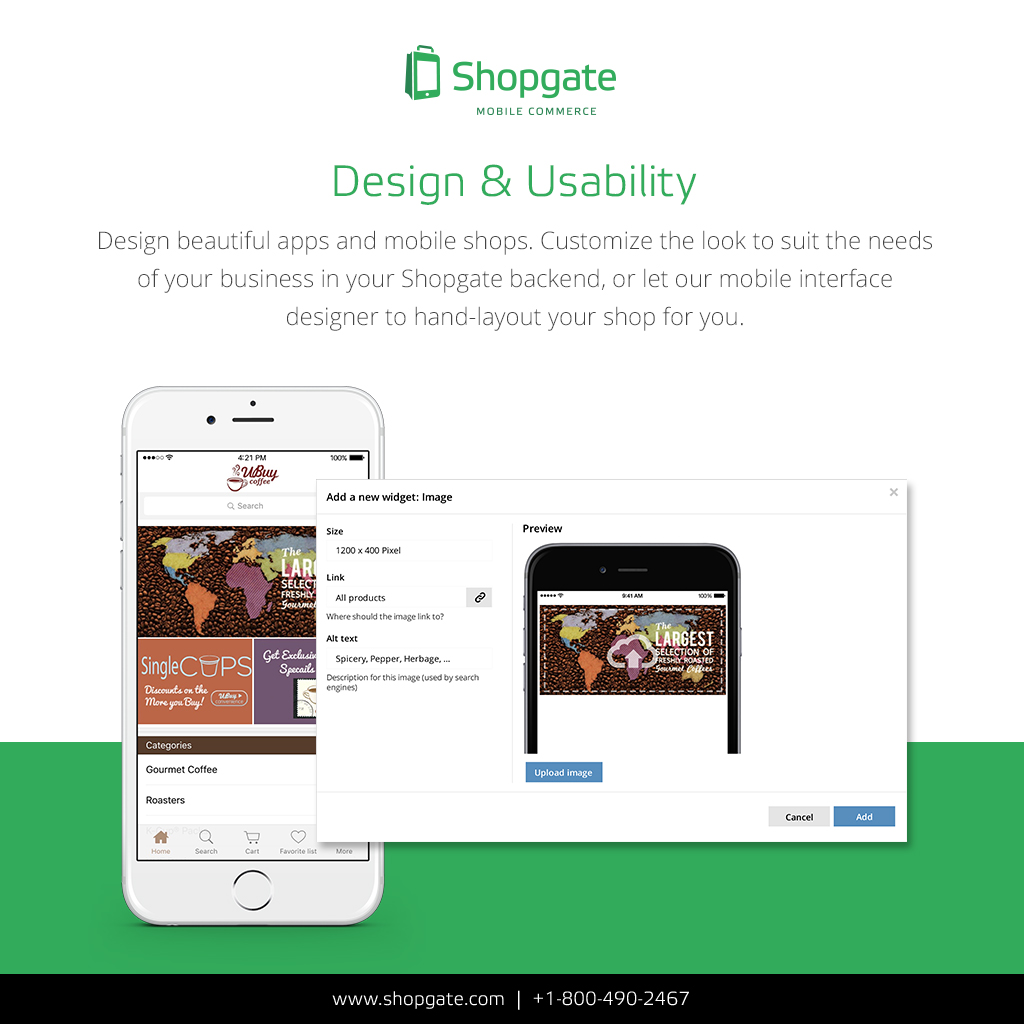 Shopgate
MOBILE COMMERCE
Design & Usability
Design beautiful apps and mobile shops. Customize the look to suit the needs
of your business in your Shopgate backend, or let our mobile interface
designer to hand-layout your shop for you.
4:21 PM
100%
UBuy
coffee
Search
The
LAR
SELECT
FRESHLY
Gourmet
SingleCUPS
Discounts on the
More you Buy!
UBuy
CONVENIENCE
Get Exclusiv
Specails
Categories
Gourmet Coffee
Roasters
Home
Search
Cart
Favorite list
More
Add a new widget: Image
Size
1200 x 400 Pixel
Link
All products
Where should the image link to?
Alt text
Spicery, Pepper, Herbage, ...
Description for this image (used by search
engines)
Preview
9:41 AM
100%
The
LARGEST
SELECTION OF
FRESHLY ROASTED
Gourmet Coffees
Upload image
Cancel
Add
www.shopgate.com | +1-800-490-2467